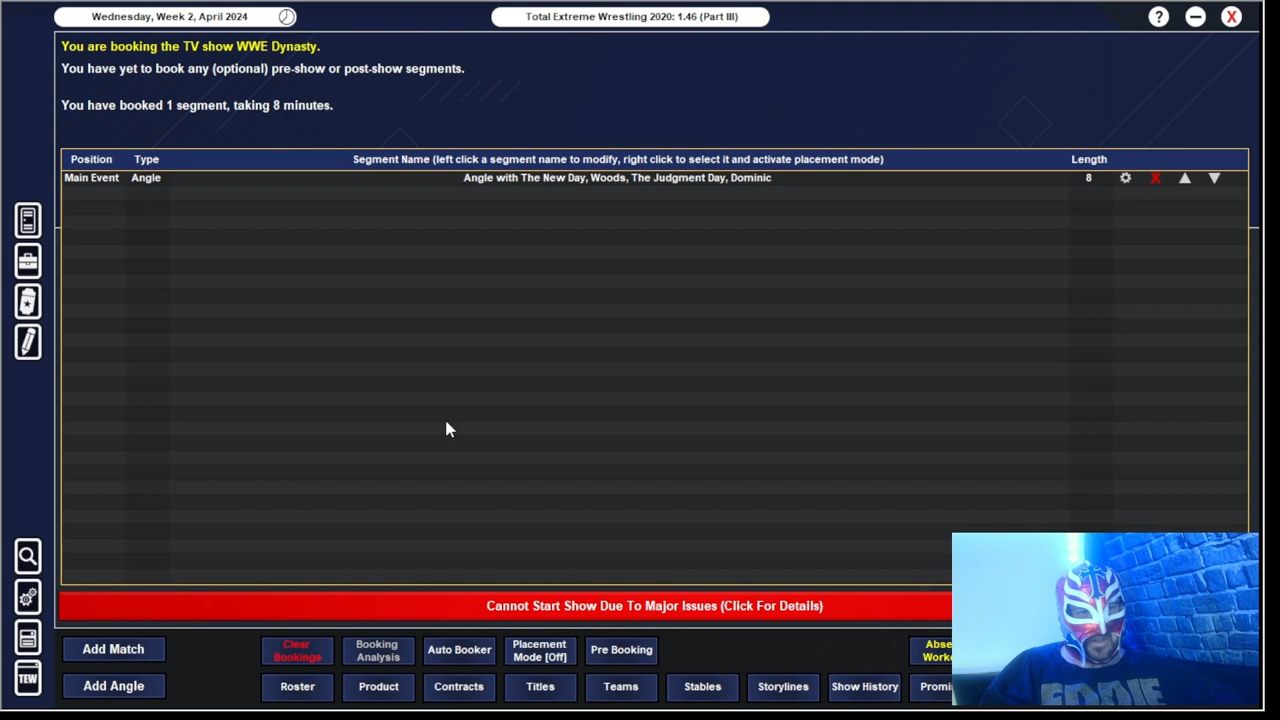 Wednesday, Week 2, April 2024
Total Extreme Wrestling 2020: 1.46 (Part III)
?
X
You are booking the TV show WWE Dynasty.
You have yet to book any (optional) pre-show or post-show segments.
You have booked 1 segment, taking 8 minutes.
Position Type Segment Name (left click a segment name to modify, right click to select it and activate placement mode) Length
Main Event Angle Angle with The New Day, Woods, The Judgment Day, Dominic 8 X
Cannot Start Show Due To Major Issues (Click For Details)
Add Match
Clear Bookings
Booking Analysis
Auto Booker
Placement Mode [Off]
Pre Booking
Abse
Work
Add Angle
Roster
Product
Contracts
Titles
Teams
Stables
Storylines
Show History
Promi
TEW
EDDIE